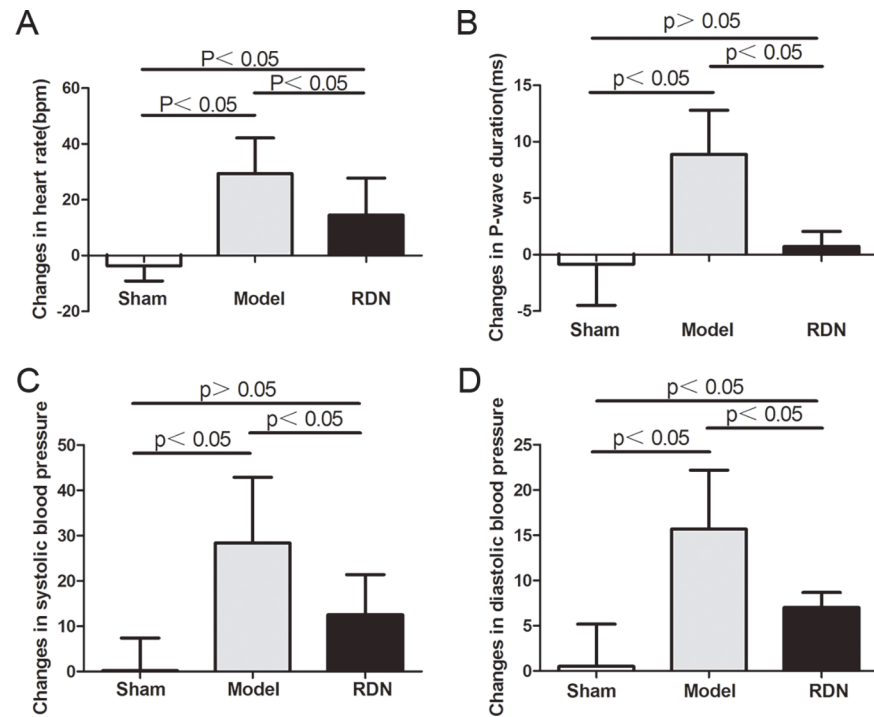 A
P< 0.05
P< 0.05
P< 0.05
Changes in heart rate(bpm)
60
40
20
0
-20
Sham Model RDN
B
p> 0.05
p< 0.05
p< 0.05
Changes in P-wave duration(ms)
15
10
5
0
-5
Sham Model RDN
C
p> 0.05
p< 0.05
p< 0.05
Changes in systolic blood pressure
50
40
30
20
10
0
Sham Model RDN
D
p< 0.05
p< 0.05
p< 0.05
Changes in diastolic blood pressure
25
20
15
10
5
0
Sham Model RDN